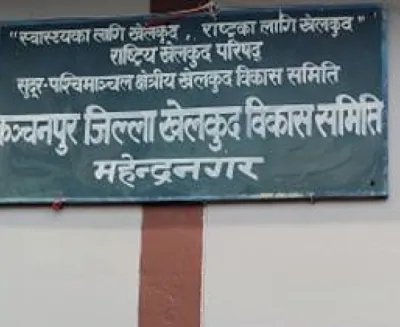 "स्वास्थ्यका लागि खेलकुद ,. राष्ट्रका लागि खेलकुद"
राष्ट्रिय खेलकुद परिषद्
सुदूर-पश्चिमाञ्चल क्षेत्रीय खेलकुद विकास समिति
कञ्चनपुर जिल्ला खेलकुद विकास समिति
महेन्द्रनगर